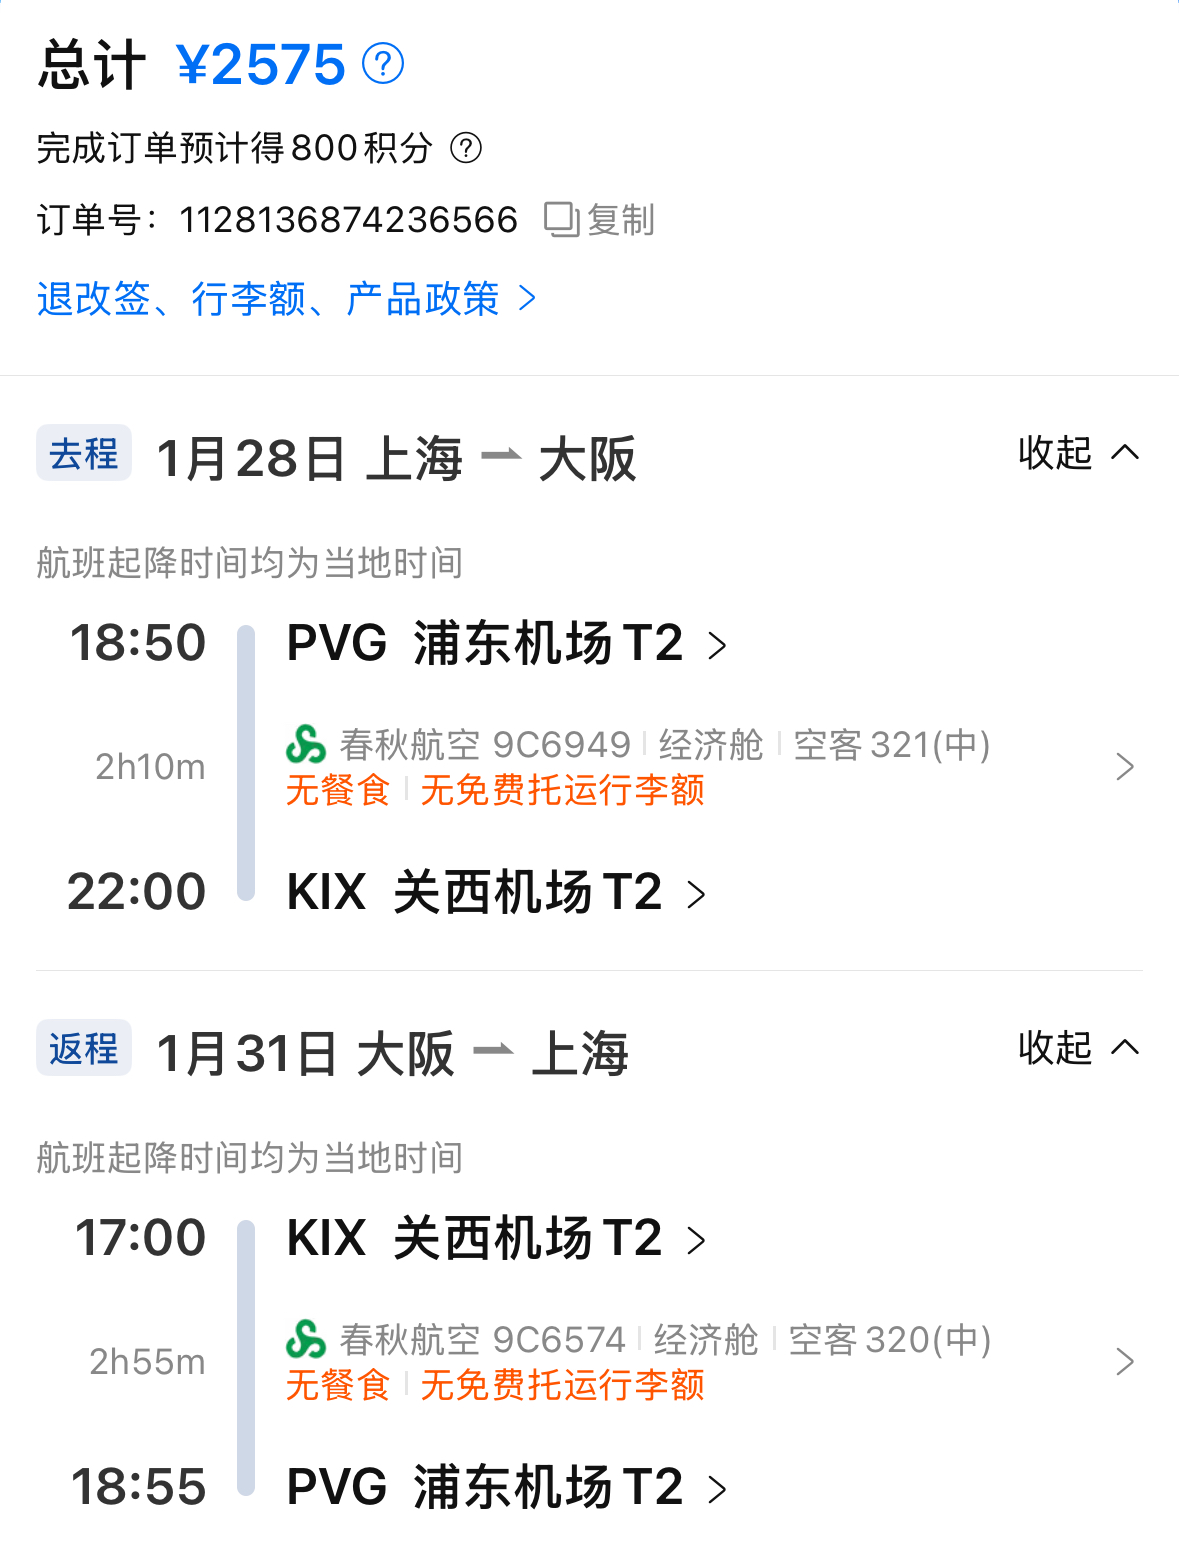 总计 ¥2575
完成订单预计得800积分
订单号：1128136874236566 复制
退改签、行李额、产品政策
去程 1月28日 上海 大阪 收起
航班起降时间均为当地时间
18:50 PVG 浦东机场T2
春秋航空 9C6949 经济舱 空客321(中)
2h10m
无餐食 无免费托运行李额
22:00 KIX 关西机场T2
返程 1月31日 大阪 上海 收起
航班起降时间均为当地时间
17:00 KIX 关西机场T2
春秋航空 9C6574 经济舱 空客320(中)
2h55m
无餐食 无免费托运行李额
18:55 PVG 浦东机场T2